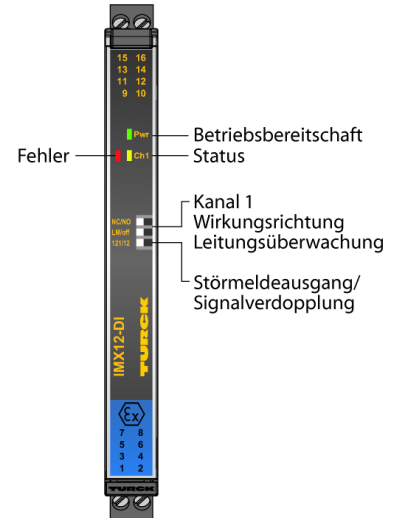 15 16
13 14
11 12
9 10
Pwr
Betriebsbereitschaft
Fehler
Ch1
Status
Kanal 1
NC/NO
Wirkungsrichtung
LM/off
Leitungsüberwachung
121/12
Störmeldeausgang/
Signalverdopplung
IMX12-DI
TURCK
Ex
7 8
5 6
3 4
1 2
TURCK